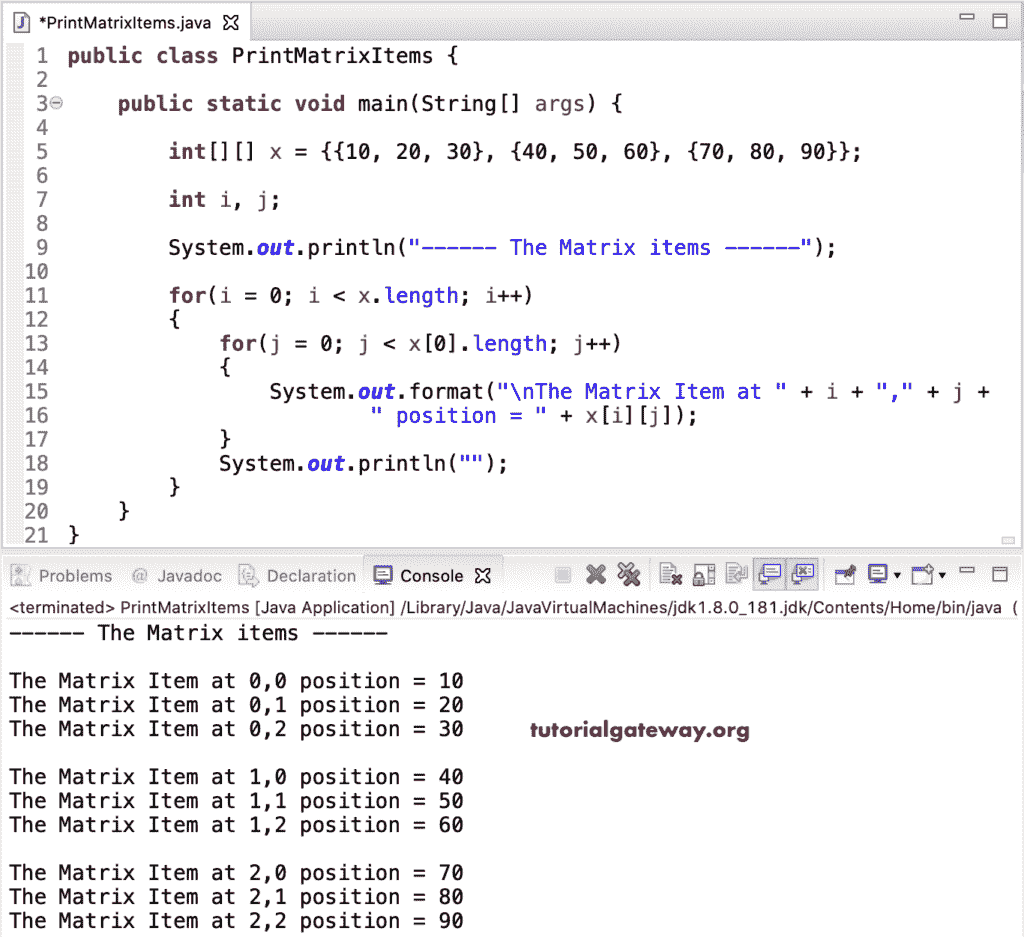 *PrintMatrixItems.java
1 public class PrintMatrixItems {
2
3 public static void main(String[] args) {
4
5 int[][] x = {{10, 20, 30}, {40, 50, 60}, {70, 80, 90}};
6
7 int i, j;
8
9 System.out.println("------ The Matrix items ------");
10
11 for(i = 0; i < x.length; i++)
12 {
13 for(j = 0; j < x[0].length; j++)
14 {
15 System.out.format("\nThe Matrix Item at " + i + "," + j +
16 " position = " + x[i][j]);
17 }
18 System.out.println("");
19 }
20 }
21 }
Problems @ Javadoc Declaration Console
<terminated> PrintMatrixItems [Java Application] /Library/Java/JavaVirtualMachines/jdk1.8.0_181.jdk/Contents/Home/bin/java (
------ The Matrix items ------
The Matrix Item at 0,0 position = 10
The Matrix Item at 0,1 position = 20
The Matrix Item at 0,2 position = 30
tutorialgateway.org
The Matrix Item at 1,0 position = 40
The Matrix Item at 1,1 position = 50
The Matrix Item at 1,2 position = 60
The Matrix Item at 2,0 position = 70
The Matrix Item at 2,1 position = 80
The Matrix Item at 2,2 position = 90